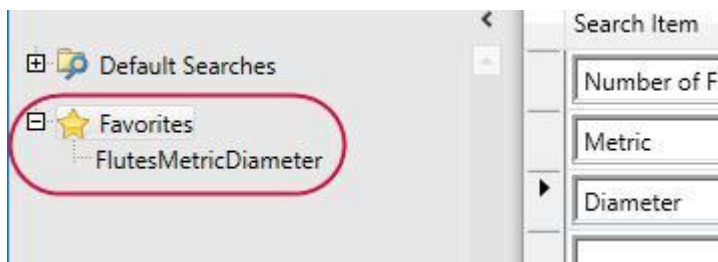 Default Searches
Favorites
FlutesMetricDiameter
Search Item
Number of F
Metric
Diameter